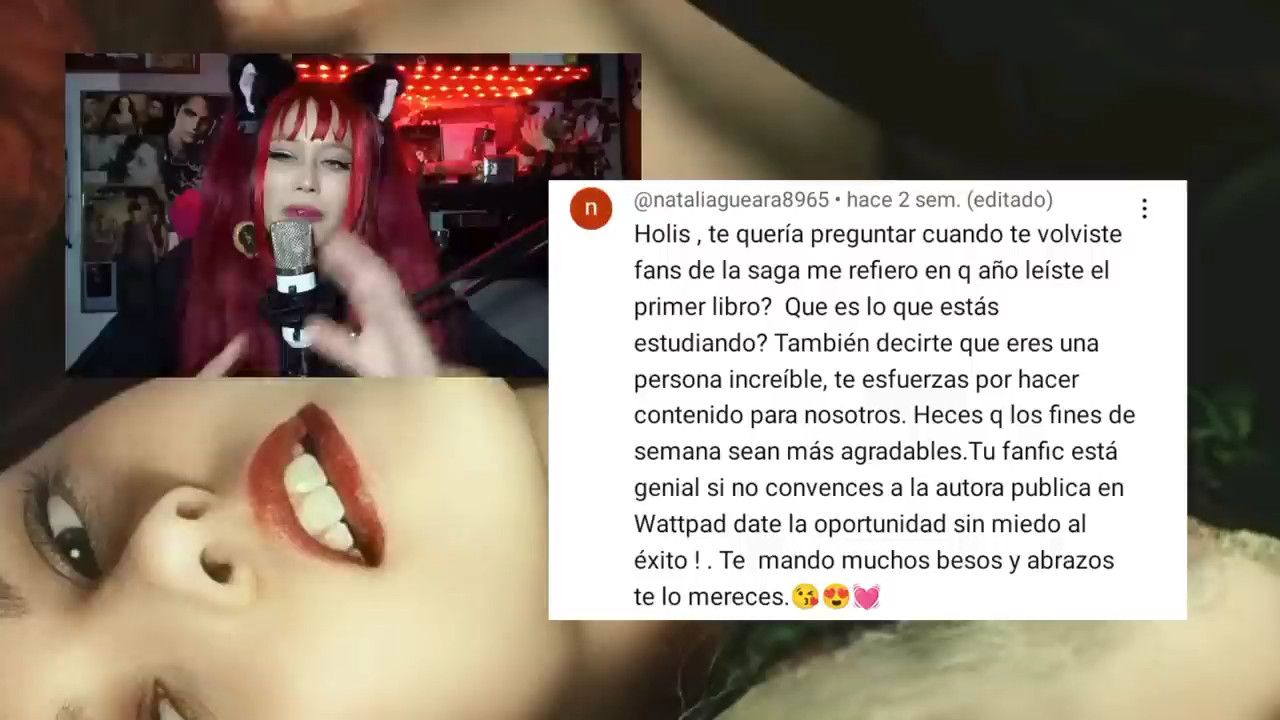 n
@nataliagueara8965 • hace 2 sem. (editado)
Holis , te quería preguntar cuando te volviste
fans de la saga me refiero en q año leíste el
primer libro?  Que es lo que estás
estudiando? También decirte que eres una
persona increíble, te esfuerzas por hacer
contenido para nosotros. Heces q los fines de
semana sean más agradables.Tu fanfic está
genial si no convences a la autora publica en
Wattpad date la oportunidad sin miedo al
éxito ! . Te  mando muchos besos y abrazos
te lo mereces.😘😍💓